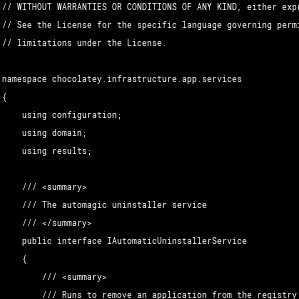 // WITHOUT WARRANTIES OR CONDITIONS OF ANY KIND, either
// See the License for the specific language governing
// limitations under the License.
namespace chocolatey.infrastructure.app.services
{
using configuration;
using domain;
using results;
/// <summary>
/// The automagic uninstaller service
/// </summary>
public interface IAutomaticUninstallerService
{
/// <summary>
/// Runs to remove an application from the registry